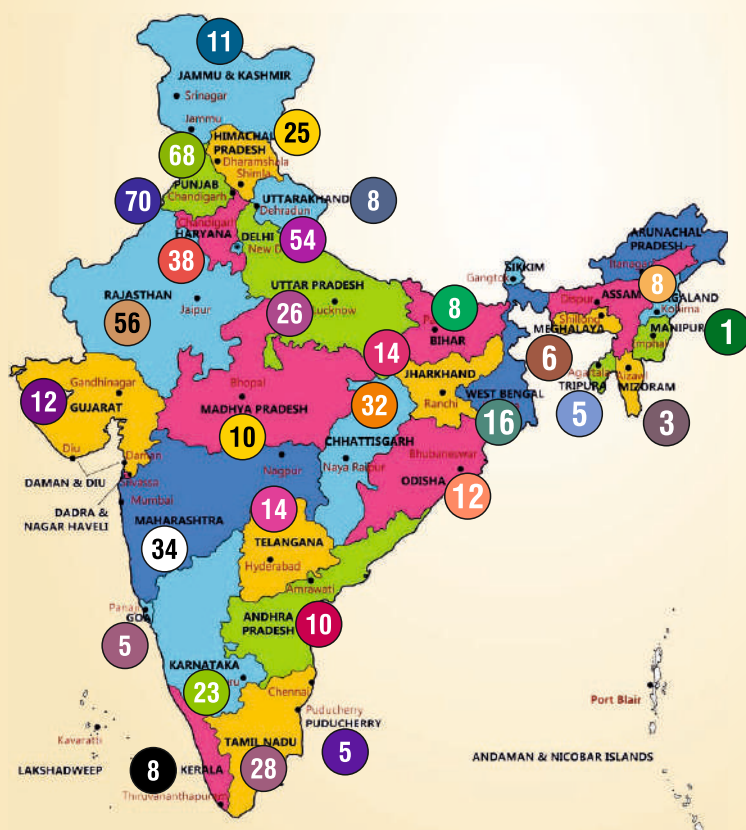 11
JAMMU & KASHMIR
Srinagar
Jammu
25
HIMACHAL
PRADESH
Dharamshala
Shimla
68
PUNJAB
Chandigarh
70
UTTARAKHAND
Dehradun
8
Chandigarh
HARYANA
DELHI
New D
54
38
RAJASTHAN
Jaipur
56
UTTAR PRADESH
Lucknow
26
ARUNACHAL
PRADESH
SIKKIM
Gangtok
Dispur
ASSAM
8
AGALAND
Kohima
Shillong
MEGHALAYA
MANIPUR
Imphal
1
8
BIHAR
14
6
Agartala
TRIPURA
Aizawl
MIZORAM
5
3
JHARKHAND
Ranchi
WEST BENGAL
16
12
Gandhinagar
GUJARAT
Bhopal
MADHYA PRADESH
10
32
CHHATTISGARH
Naya Raipur
Bhubaneswar
ODISHA
12
Diu
Daman
DAMAN & DIU
DADRA &
NAGAR HAVELI
Mumbai
Nagpur
MAHARASHTRA
34
14
TELANGANA
Hyderabad
Amrawati
Panaji
GOA
5
ANDHRA
PRADESH
10
KARNATAKA
23
Chennai
Puducherry
PUDUCHERRY
5
TAMIL NADU
28
KERALA
8
Thiruvananthapuram
Kavaratti
LAKSHADWEEP
Port Blair
ANDAMAN & NICOBAR ISLANDS